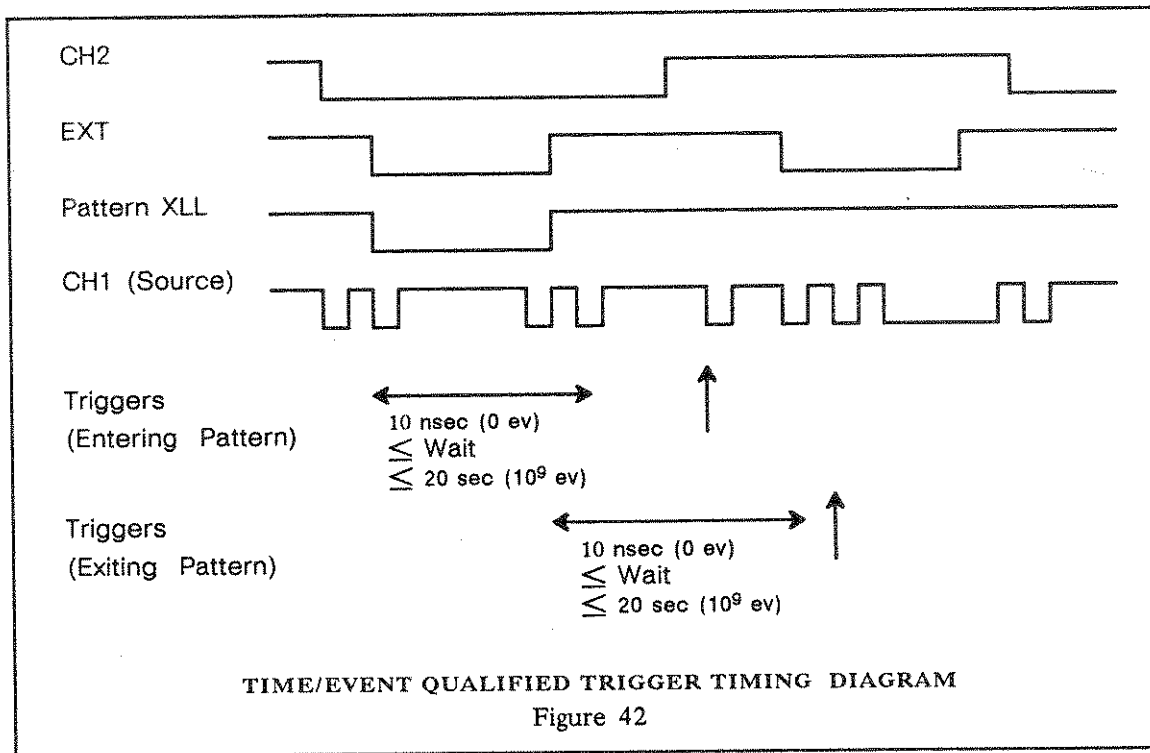 CH2
EXT
Pattern XLL
CH1 (Source)
Triggers
(Entering Pattern)
10 nsec (0 ev)
≤ Wait
≤ 20 sec (10⁹ ev)
Triggers
(Exiting Pattern)
10 nsec (0 ev)
≤ Wait
≤ 20 sec (10⁹ ev)
TIME/EVENT QUALIFIED TRIGGER TIMING DIAGRAM
Figure 42